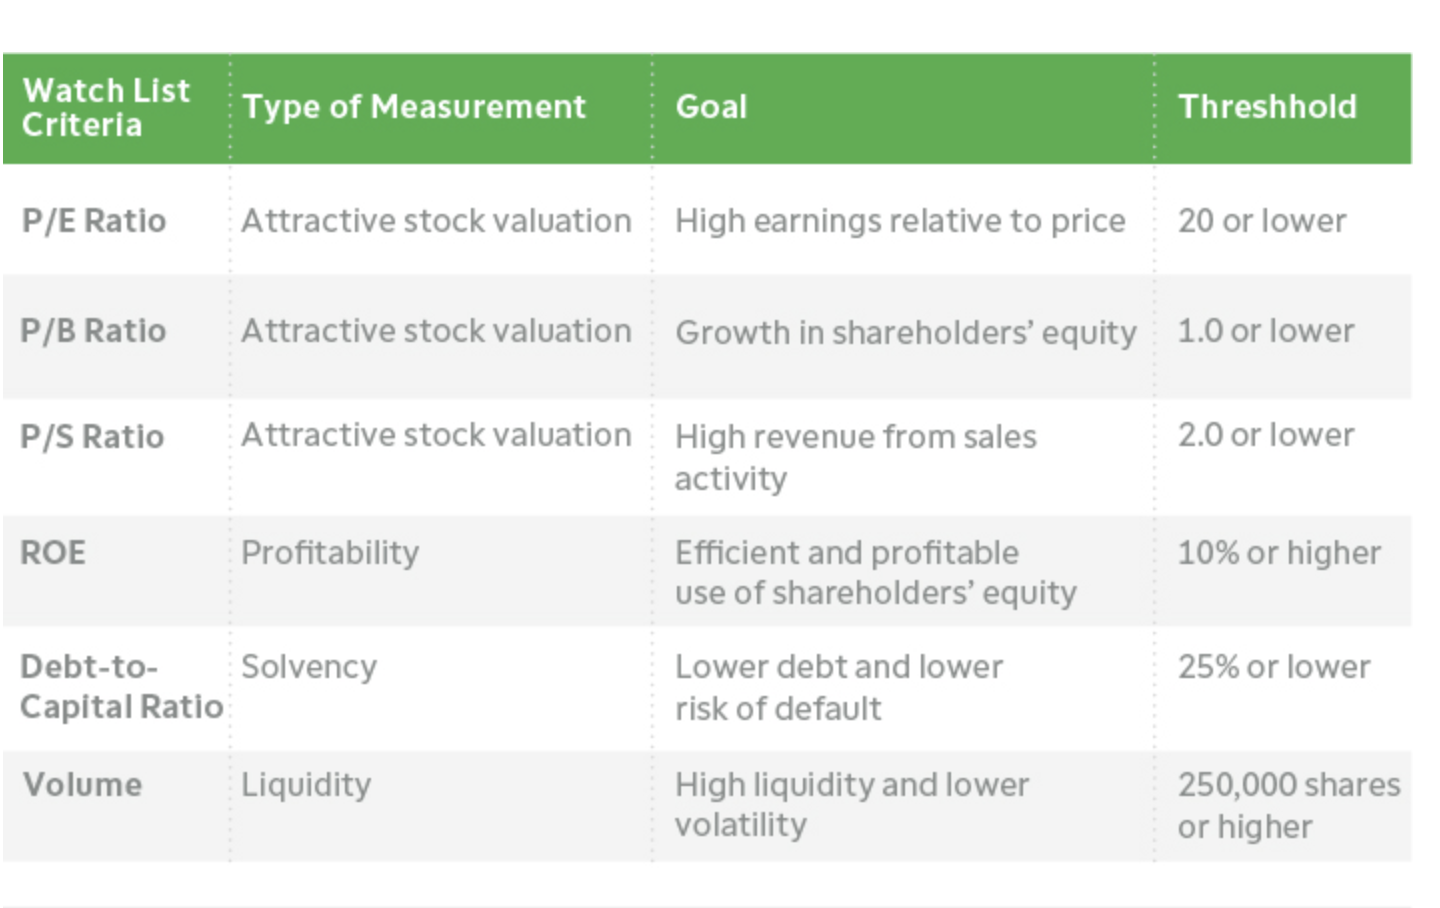 Watch List
Criteria
Type of Measurement
Goal
Threshhold
P/E Ratio
Attractive stock valuation
High earnings relative to price
20 or lower
P/B Ratio
Attractive stock valuation
Growth in shareholders’ equity
1.0 or lower
P/S Ratio
Attractive stock valuation
High revenue from sales
activity
2.0 or lower
ROE
Profitability
Efficient and profitable
use of shareholders’ equity
10% or higher
Debt-to-
Capital Ratio
Solvency
Lower debt and lower
risk of default
25% or lower
Volume
Liquidity
High liquidity and lower
volatility
250,000 shares
or higher